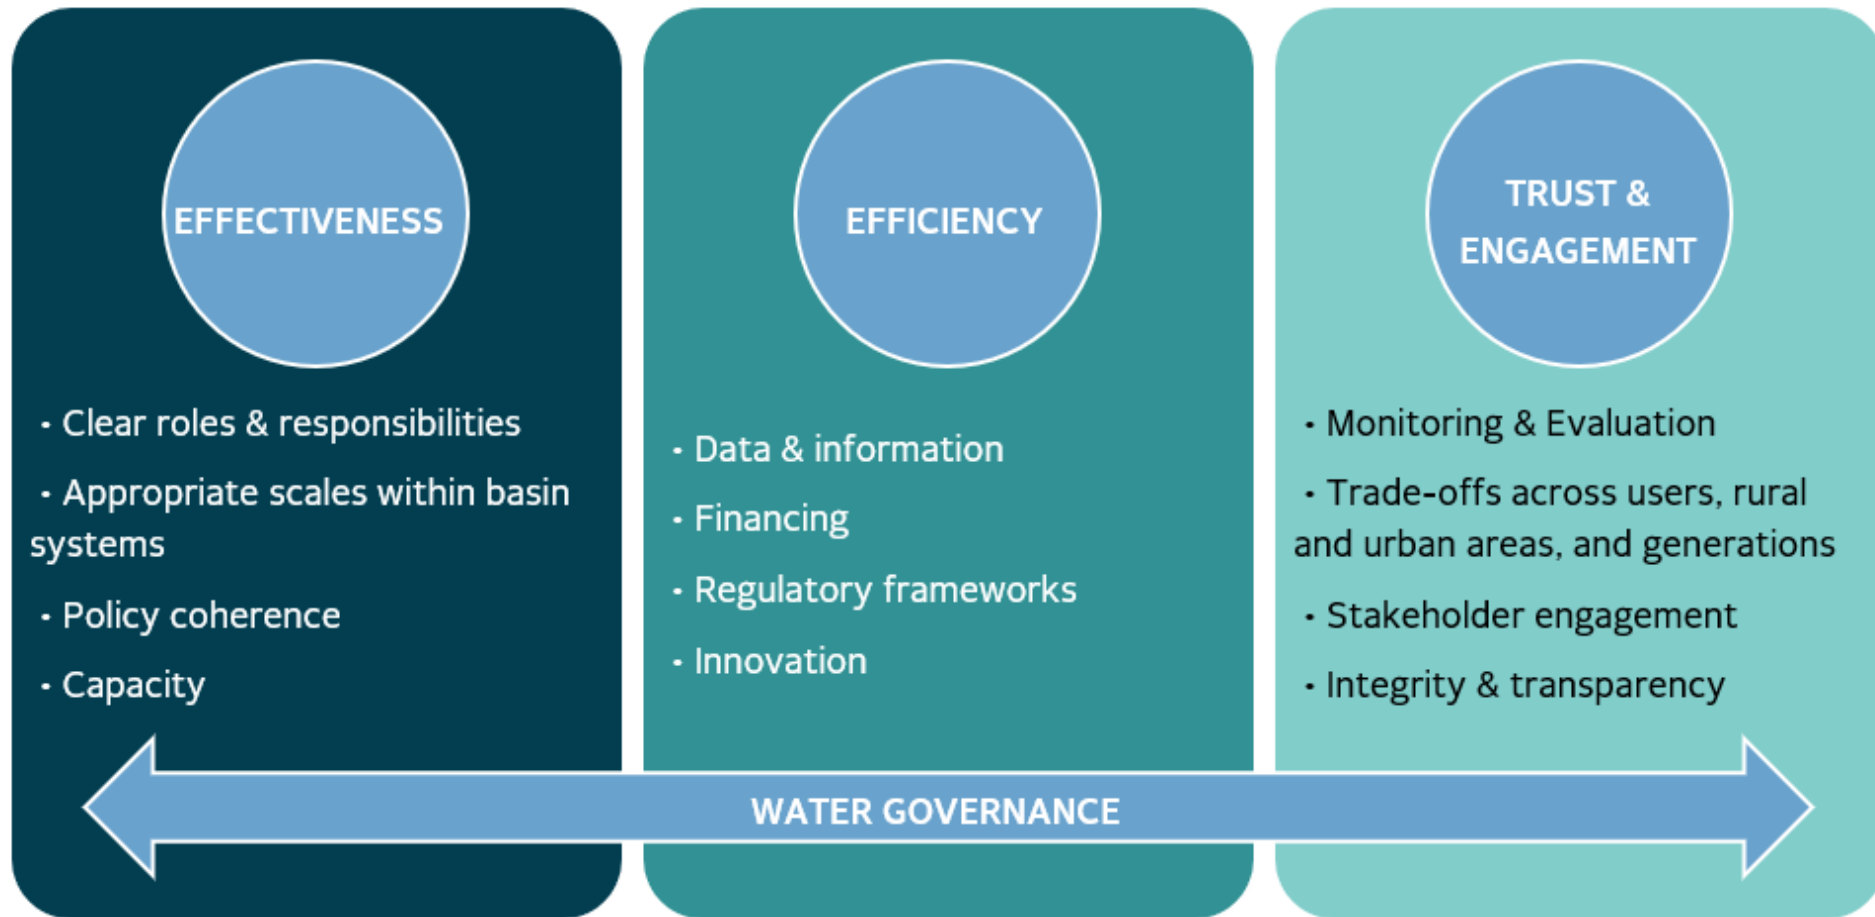 EFFECTIVENESS
• Clear roles & responsibilities
• Appropriate scales within basin
systems
• Policy coherence
• Capacity
EFFICIENCY
• Data & information
• Financing
• Regulatory frameworks
• Innovation
TRUST &
ENGAGEMENT
• Monitoring & Evaluation
• Trade-offs across users, rural
and urban areas, and generations
• Stakeholder engagement
• Integrity & transparency
WATER GOVERNANCE